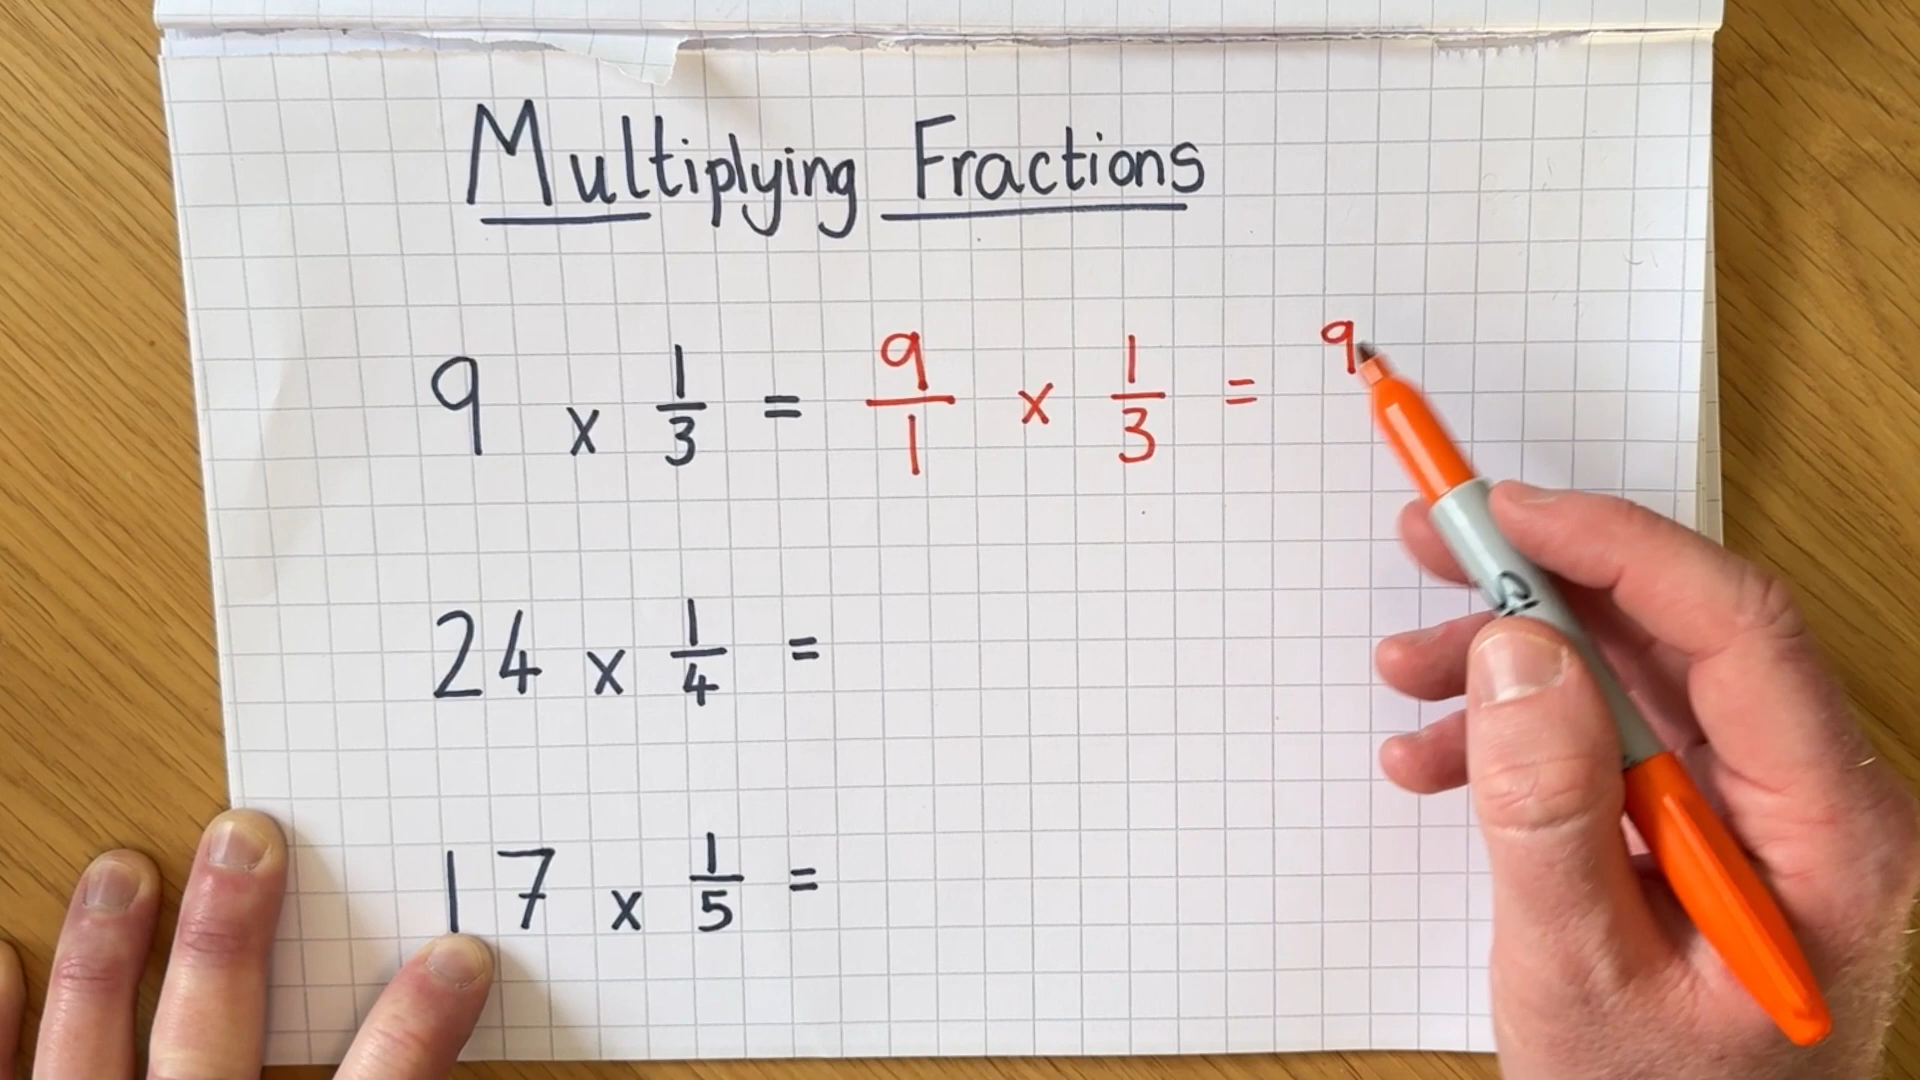 Multiplying Fractions
9 x 1/3 = 9/1 x 1/3 = 9
24 x 1/4 =
17 x 1/5 =